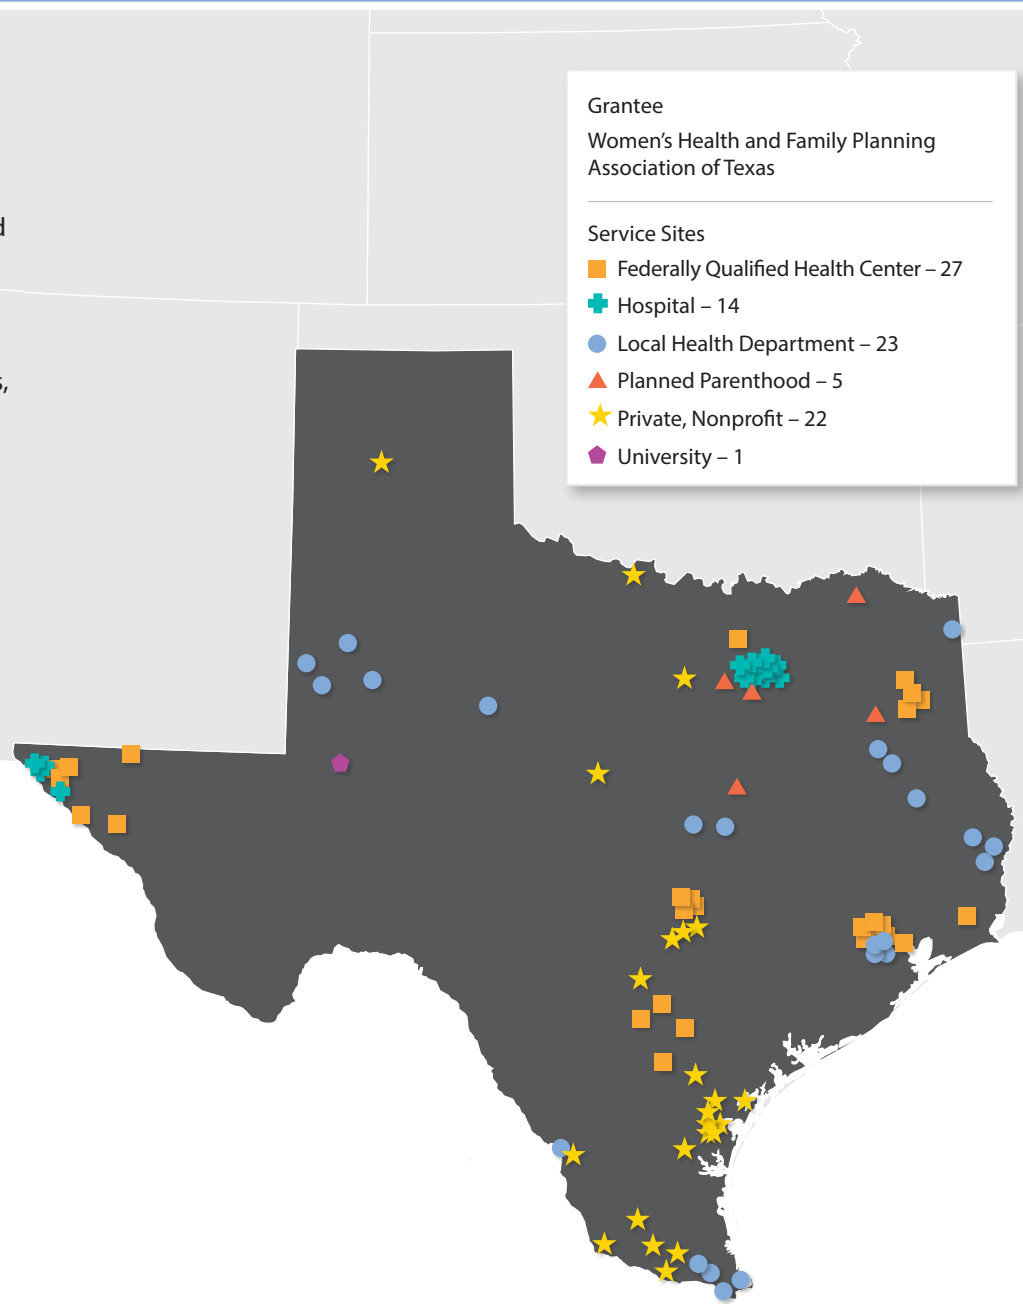 Grantee
Women’s Health and Family Planning
Association of Texas
Service Sites
Federally Qualified Health Center – 27
Hospital – 14
Local Health Department – 23
Planned Parenthood – 5
Private, Nonprofit – 22
University – 1